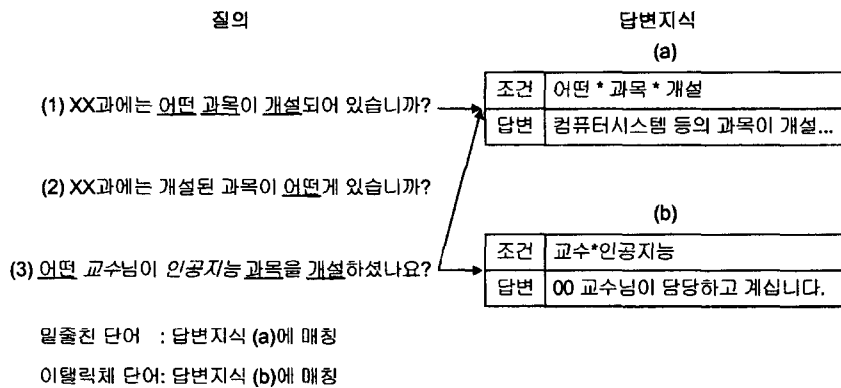 질의
답변지식
(a)
(1) XX과에는 어떤 과목이 개설되어 있습니까?
조건 어떤 * 과목 * 개설
답변 컴퓨터시스템 등의 과목이 개설...
(2) XX과에는 개설된 과목이 어떤게 있습니까?
(b)
(3) 어떤 교수님이 인공지능 과목을 개설하셨나요?
조건 교수*인공지능
답변 00 교수님이 담당하고 계십니다.
밑줄친 단어 : 답변지식 (a)에 매칭
이탤릭체 단어: 답변지식 (b)에 매칭